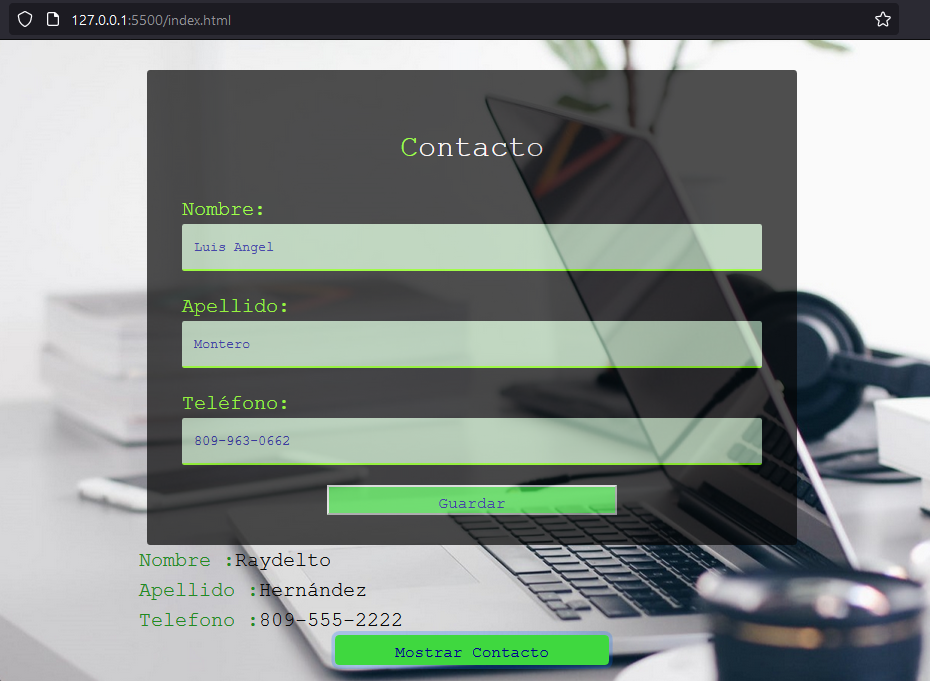 127.0.0.1:5500/index.html
Contacto
Nombre:
Luis Angel
Apellido:
Montero
Teléfono:
809-963-0662
Guardar
Nombre :Raydelto
Apellido :Hernández
Telefono :809-555-2222
Mostrar Contacto